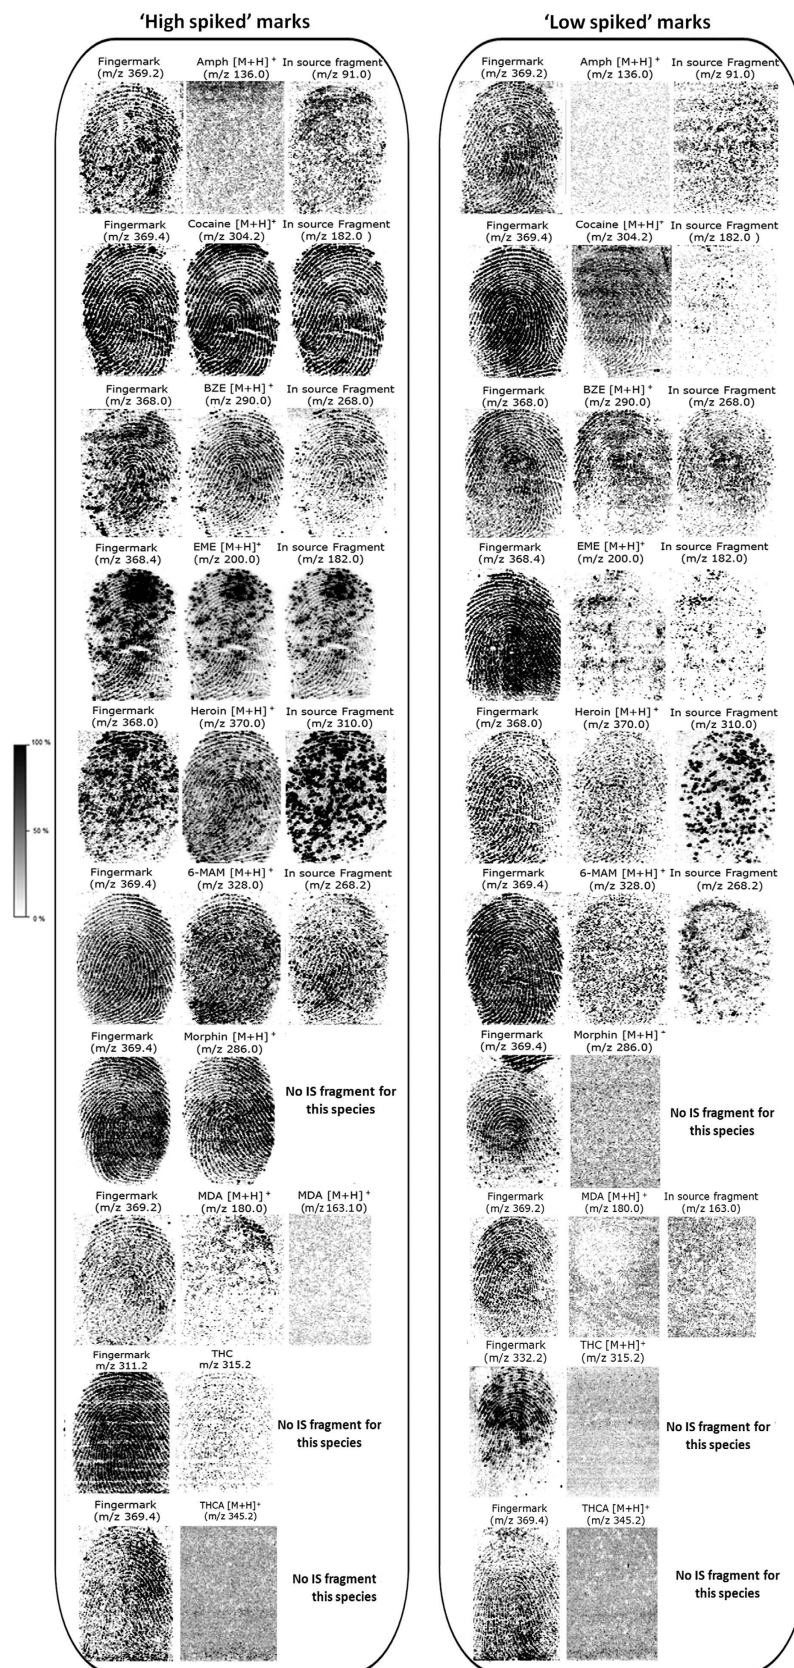 'High spiked' marks
Fingermark Amph [M+H]+ In source fragment
(m/z 369.2) (m/z 136.0) (m/z 91.0)
Fingermark Cocaine [M+H]+ In source Fragment
(m/z 369.4) (m/z 304.2) (m/z 182.0 )
Fingermark BZE [M+H]+ In source Fragment
(m/z 368.0) (m/z 290.0) (m/z 268.0)
Fingermark EME [M+H]+ In source Fragment
(m/z 368.4) (m/z 200.0) (m/z 182.0)
Fingermark Heroin [M+H]+ In source Fragment
(m/z 368.0) (m/z 370.0) (m/z 310.0)
100 %
50 %
0 %
Fingermark 6-MAM [M+H]+ In source Fragment
(m/z 369.4) (m/z 328.0) (m/z 268.2)
Fingermark Morphin [M+H]+
(m/z 369.4) (m/z 286.0)
No IS fragment for
this species
Fingermark MDA [M+H]+ MDA [M+H]+
(m/z 369.2) (m/z 180.0) (m/z 163.10)
Fingermark THC
m/z 311.2 m/z 315.2
No IS fragment for
this species
Fingermark THCA [M+H]+
(m/z 369.4) (m/z 345.2)
No IS fragment
this species
'Low spiked' marks
Fingermark Amph [M+H]+ In source fragment
(m/z 369.2) (m/z 136.0) (m/z 91.0)
Fingermark Cocaine [M+H]+ In source Fragment
(m/z 369.4) (m/z 304.2) (m/z 182.0 )
Fingermark BZE [M+H]+ In source Fragment
(m/z 368.0) (m/z 290.0) (m/z 268.0)
Fingermark EME [M+H]+ In source Fragment
(m/z 368.4) (m/z 200.0) (m/z 182.0)
Fingermark Heroin [M+H]+ In source Fragment
(m/z 368.0) (m/z 370.0) (m/z 310.0)
Fingermark 6-MAM [M+H]+ In source Fragment
(m/z 369.4) (m/z 328.0) (m/z 268.2)
Fingermark Morphin [M+H]+
(m/z 369.4) (m/z 286.0)
No IS fragment for
this species
Fingermark MDA [M+H]+ In source fragment
(m/z 369.2) (m/z 180.0) (m/z 163.0)
Fingermark THC [M+H]+
(m/z 332.2) (m/z 315.2)
No IS fragment for
this species
Fingermark THCA [M+H]+
(m/z 369.4) (m/z 345.2)
No IS fragment for
this species